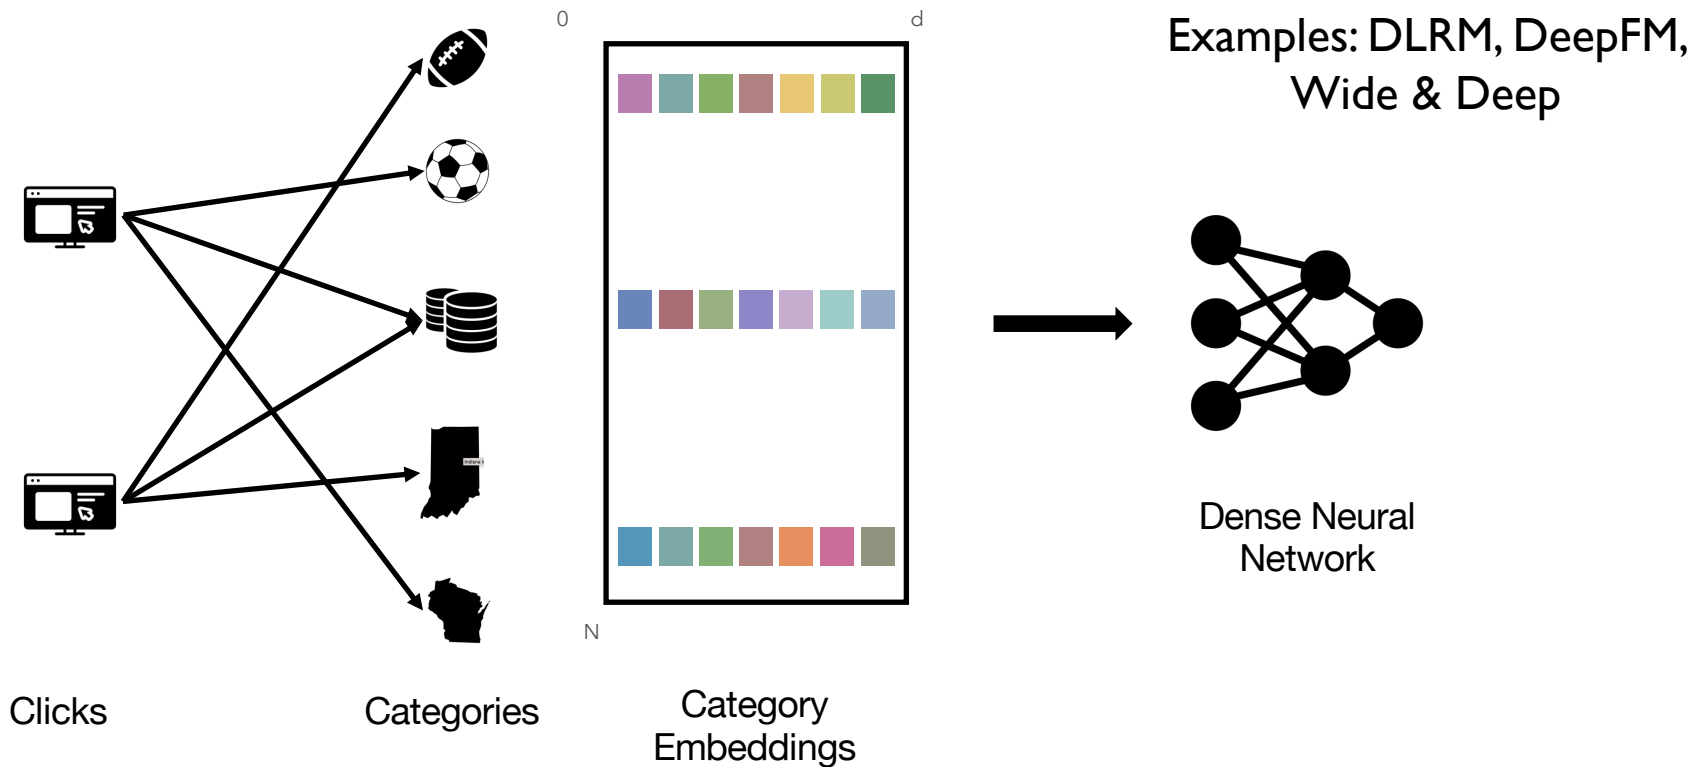 0
d
Examples: DLRM, DeepFM,
Wide & Deep
N
Dense Neural
Network
Clicks
Categories
Category
Embeddings